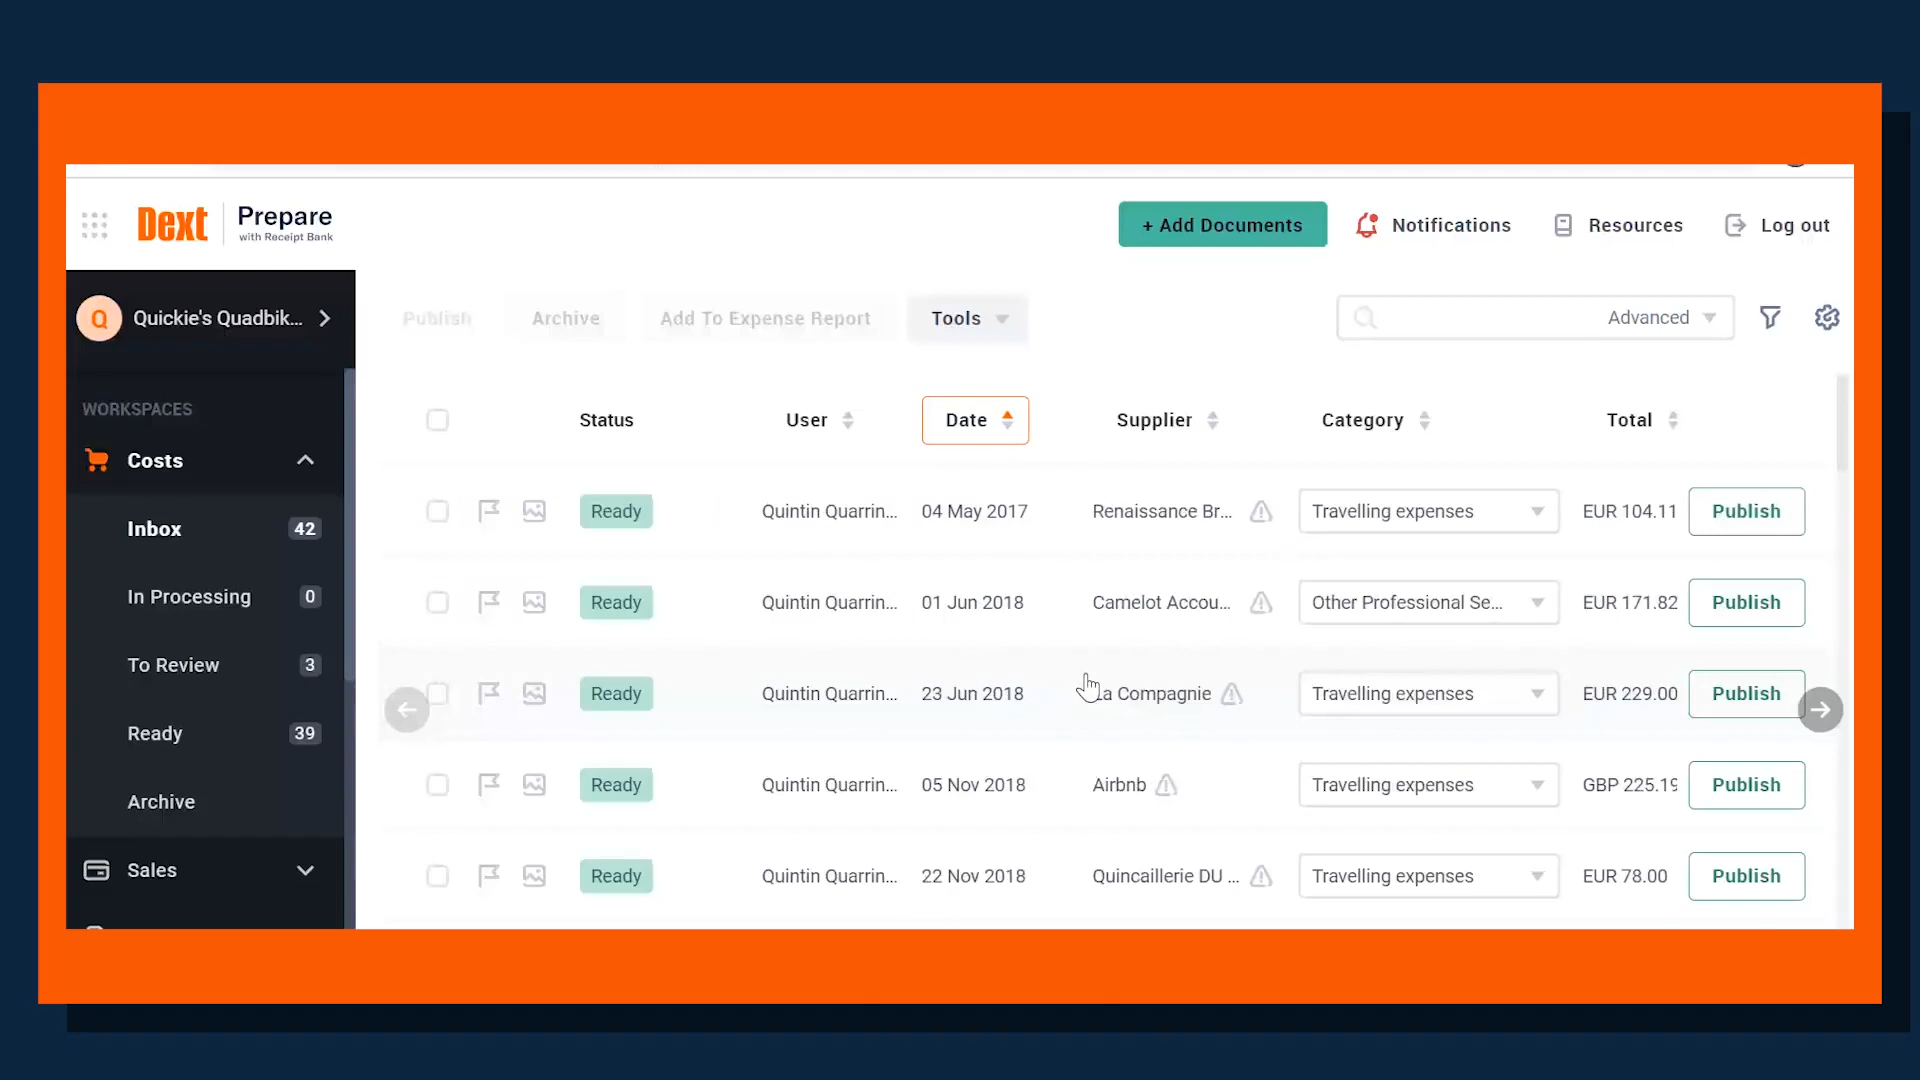 Dext Prepare
with Receipt Bank
+ Add Documents Notifications Resources Log out
Q Quickie's Quadbik...
Publish Archive Add To Expense Report Tools Advanced
WORKSPACES
Costs
Inbox 42
In Processing 0
To Review 3
Ready 39
Archive
Sales
Status User Date Supplier Category Total
Ready Quintin Quarrin... 04 May 2017 Renaissance Br... Travelling expenses EUR 104.11 Publish
Ready Quintin Quarrin... 01 Jun 2018 Camelot Accou... Other Professional Se... EUR 171.82 Publish
Ready Quintin Quarrin... 23 Jun 2018 La Compagnie Travelling expenses EUR 229.00 Publish
Ready Quintin Quarrin... 05 Nov 2018 Airbnb Travelling expenses GBP 225.19 Publish
Ready Quintin Quarrin... 22 Nov 2018 Quincaillerie DU ... Travelling expenses EUR 78.00 Publish